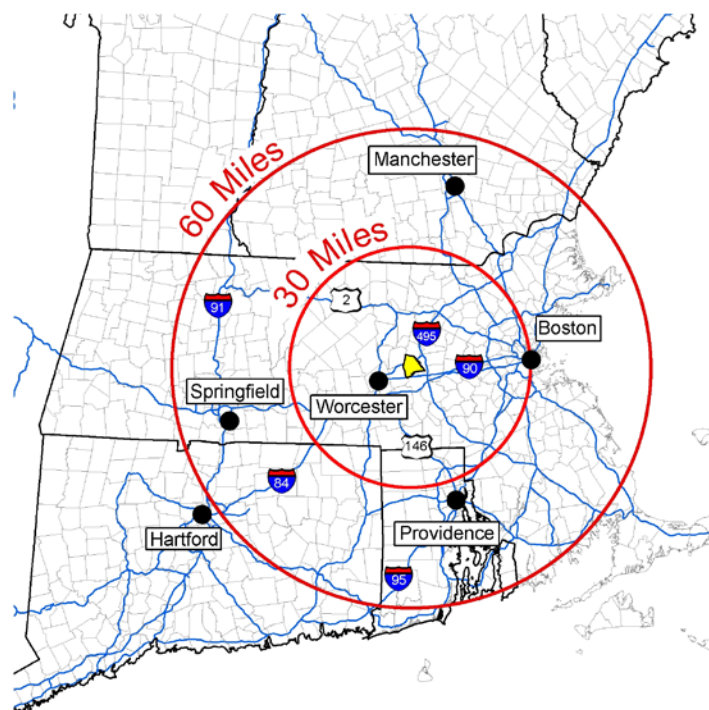 Manchester
60 Miles
30 Miles
2
91
495
Boston
90
Springfield
Worcester
146
84
Hartford
Providence
95